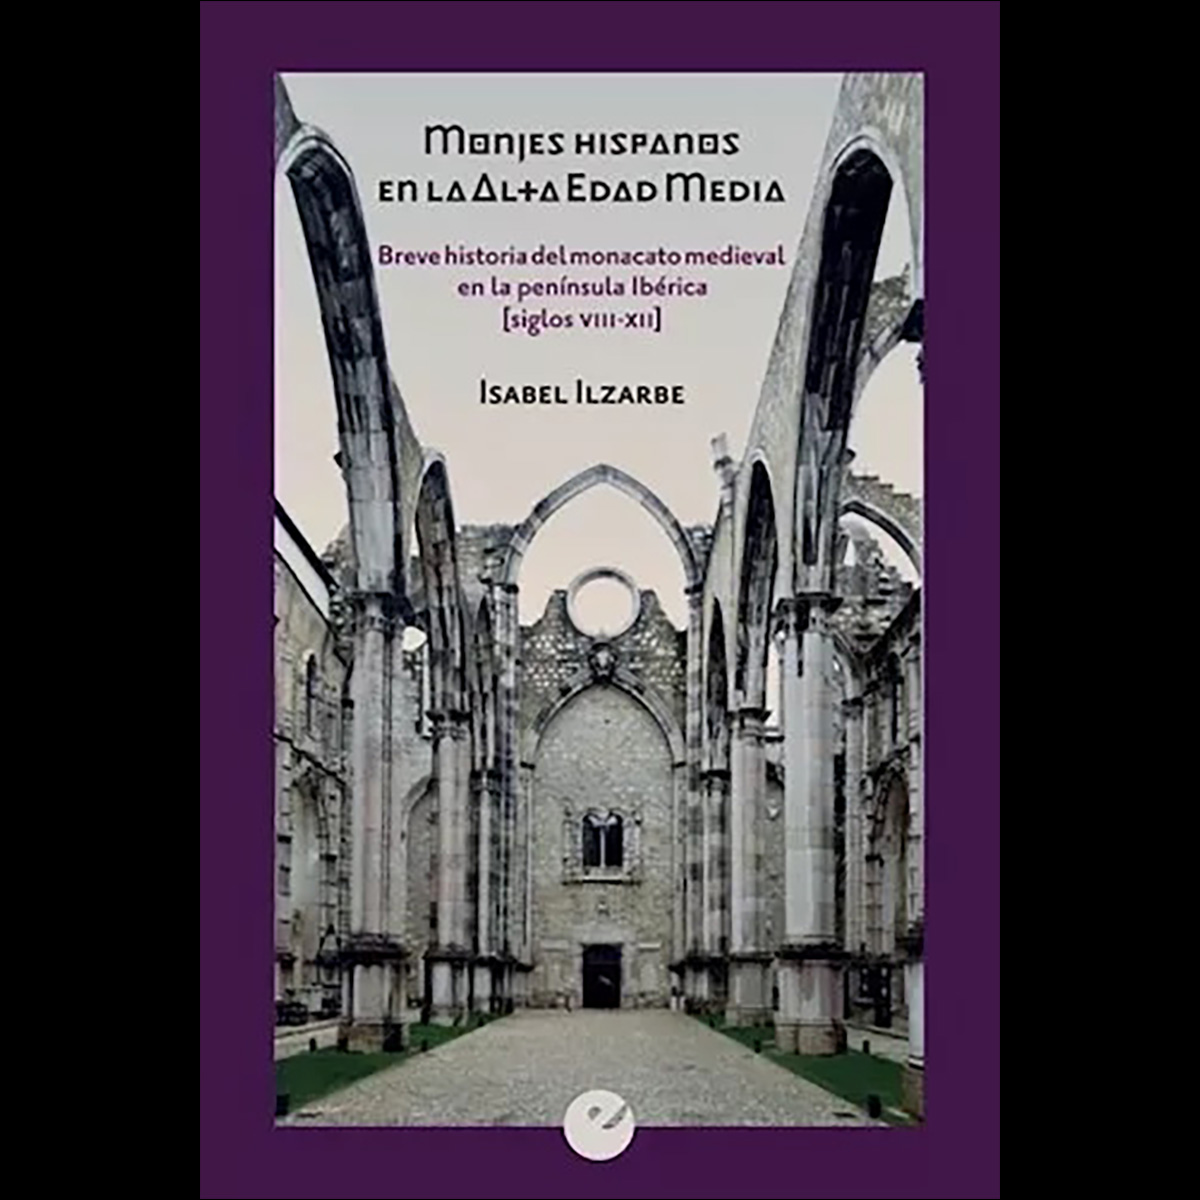 Monjes hispanos
en la Alta Edad Media
Breve historia del monacato medieval
en la península Ibérica
[siglos VIII-XII]
Isabel Ilzarbe